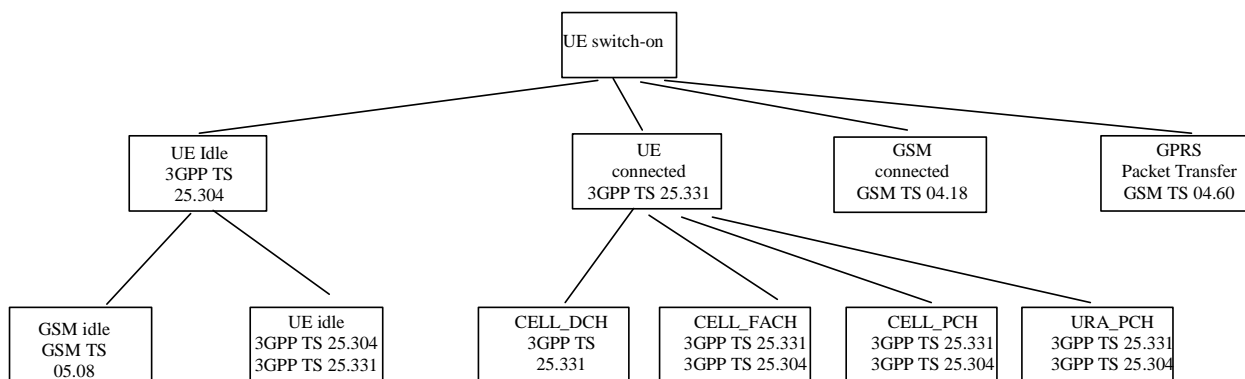 UE switch-on
UE Idle
3GPP TS
25.304
UE
connected
3GPP TS 25.331
GSM
connected
GSM TS 04.18
GPRS
Packet Transfer
GSM TS 04.60
GSM idle
GSM TS
05.08
UE idle
3GPP TS 25.304
3GPP TS 25.331
CELL_DCH
3GPP TS
25.331
CELL_FACH
3GPP TS 25.331
3GPP TS 25.304
CELL_PCH
3GPP TS 25.331
3GPP TS 25.304
URA_PCH
3GPP TS 25.331
3GPP TS 25.304